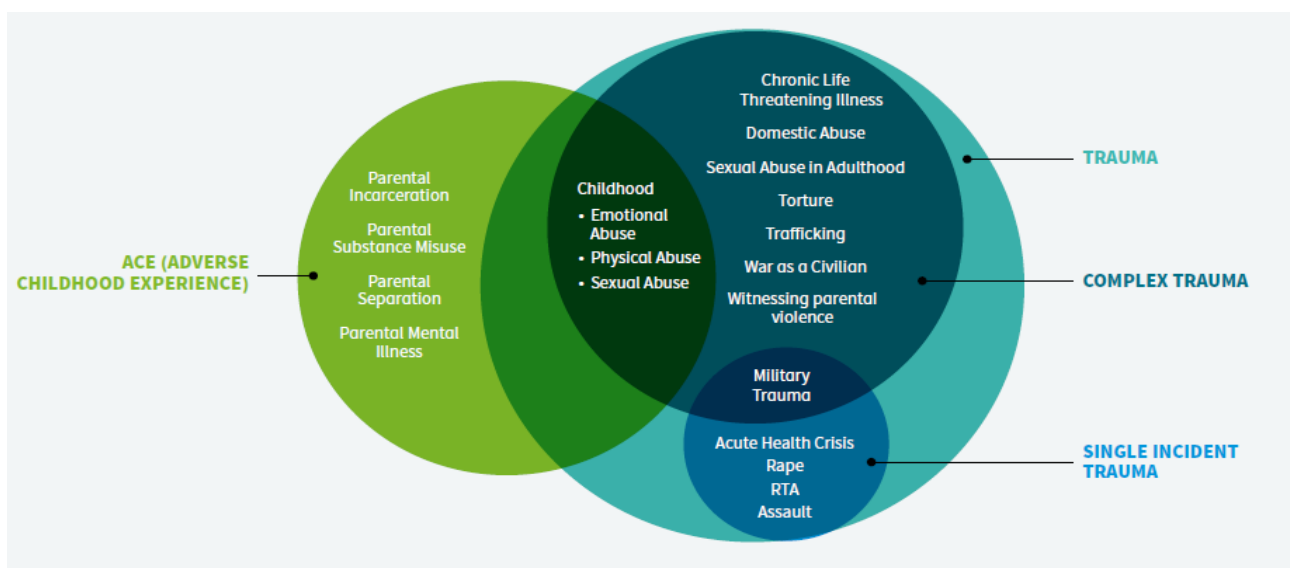 ACE (ADVERSE
CHILDHOOD EXPERIENCE)
Parental
Incarceration
Parental
Substance Misuse
Parental
Separation
Parental Mental
Illness
Childhood
• Emotional
Abuse
• Physical Abuse
• Sexual Abuse
Chronic Life
Threatening Illness
Domestic Abuse
Sexual Abuse in Adulthood
Torture
Trafficking
War as a Civilian
Witnessing parental
violence
Military
Trauma
Acute Health Crisis
Rape
RTA
Assault
TRAUMA
COMPLEX TRAUMA
SINGLE INCIDENT
TRAUMA